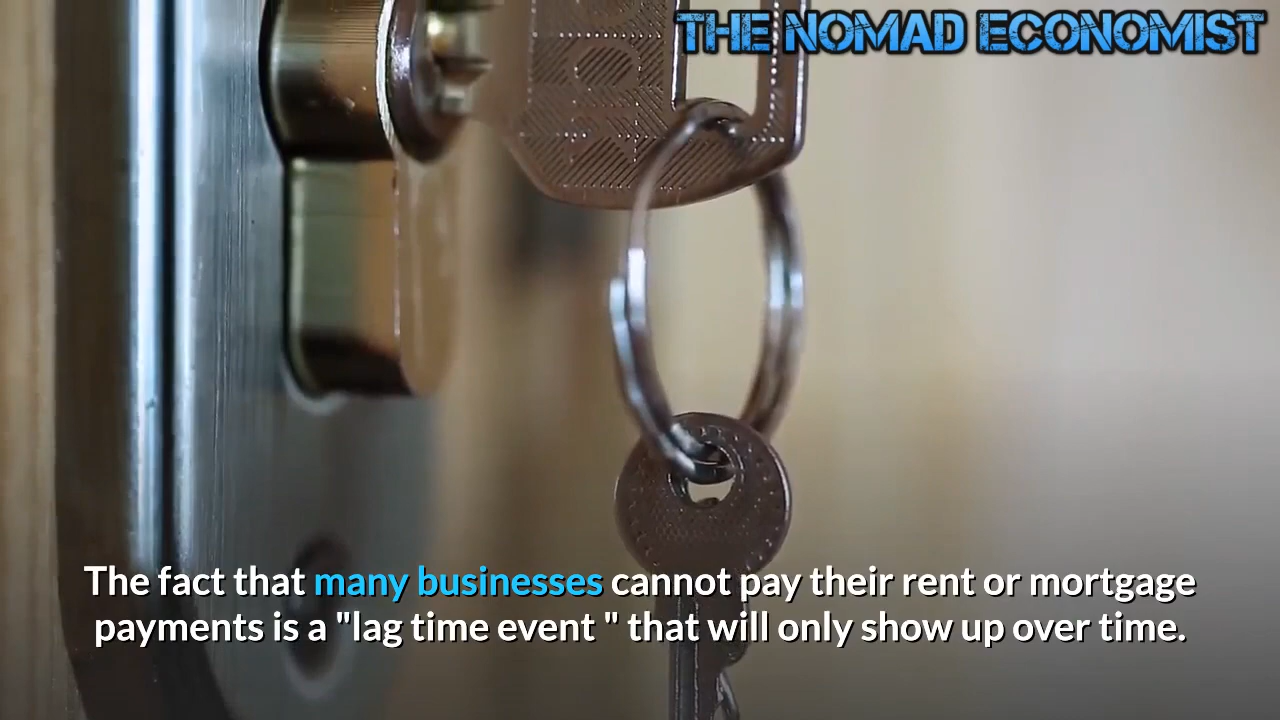 THE NOMAD ECONOMIST
The fact that many businesses cannot pay their rent or mortgage
payments is a "lag time event " that will only show up over time.